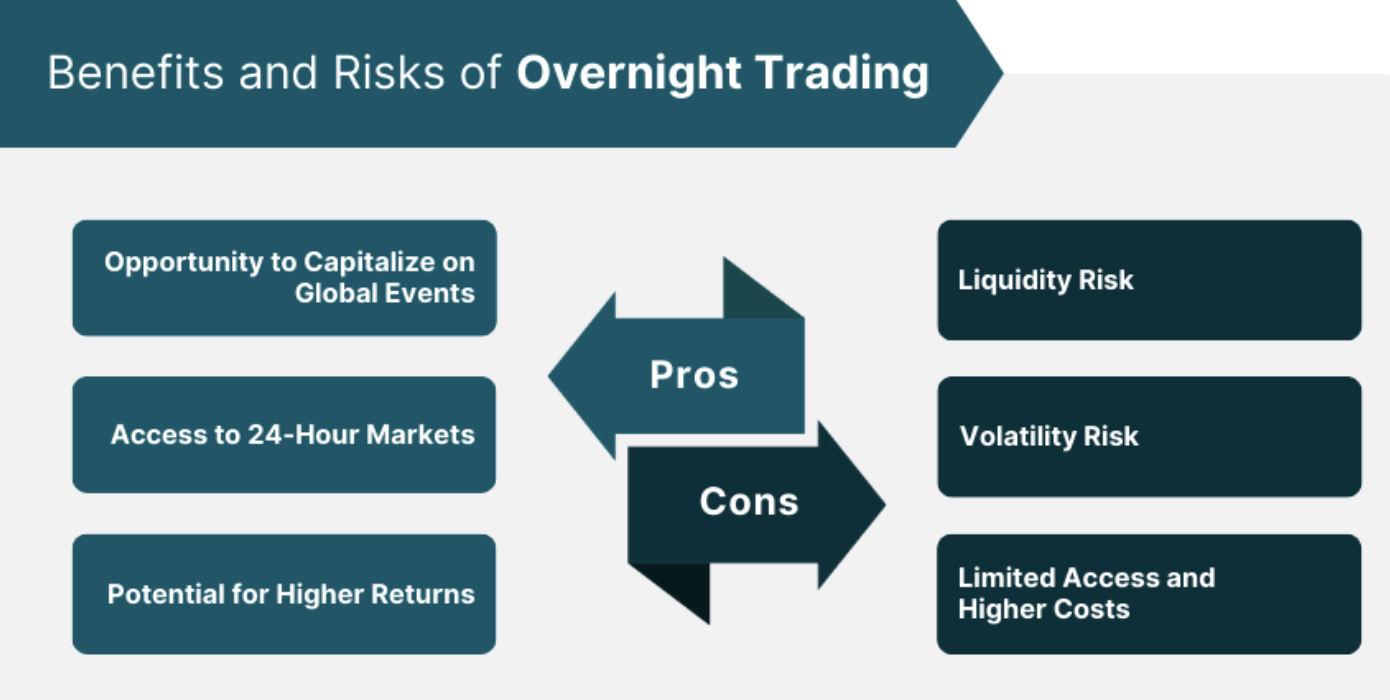 Benefits and Risks of Overnight Trading
Opportunity to Capitalize on
Global Events
Access to 24-Hour Markets
Potential for Higher Returns
Pros
Cons
Liquidity Risk
Volatility Risk
Limited Access and
Higher Costs